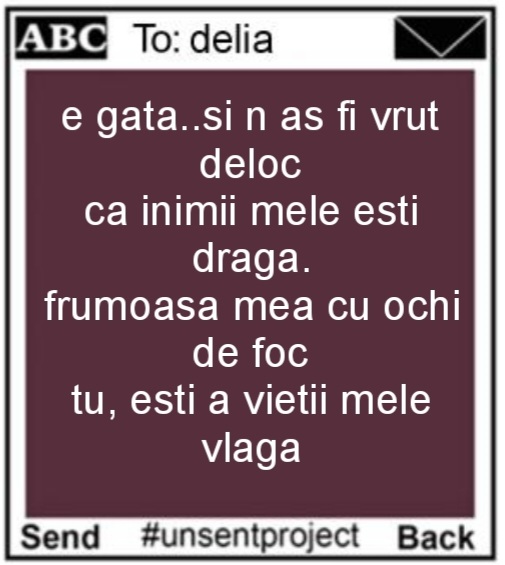 ABC To: delia
e gata..si n as fi vrut
deloc
ca inimii mele esti
draga.
frumoasa mea cu ochi
de foc
tu, esti a vietii mele
vlaga
Send #unsentproject Back